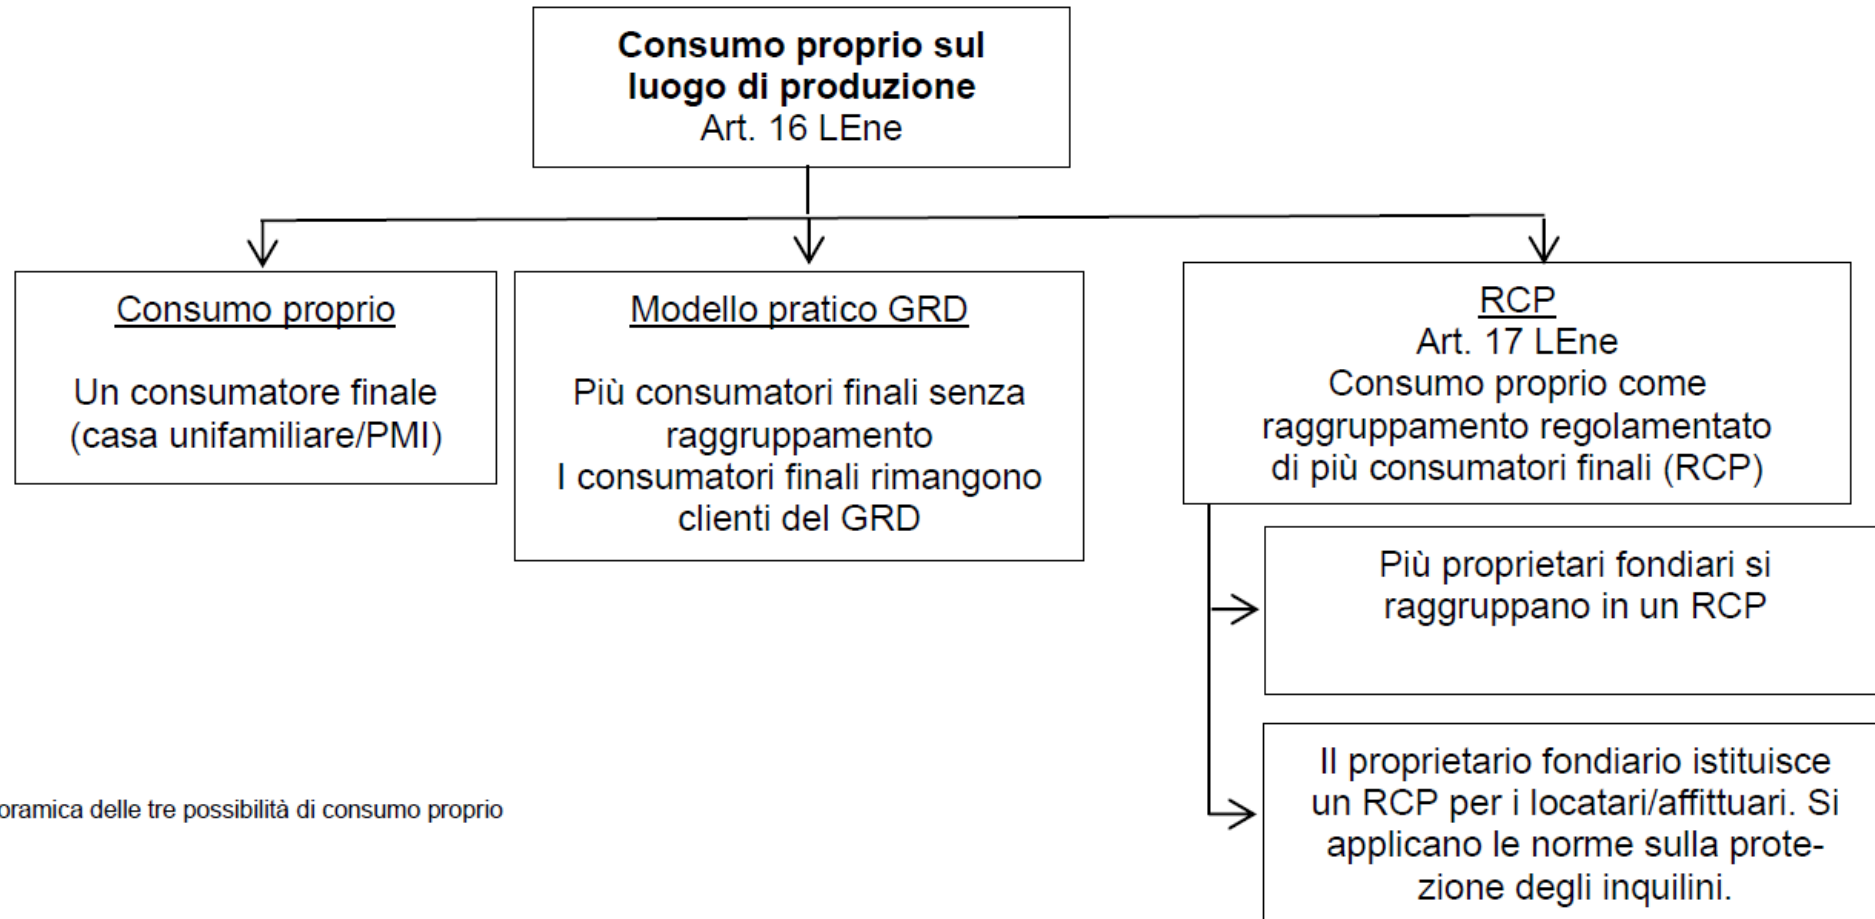 Consumo proprio sul
luogo di produzione
Art. 16 LEne
Consumo proprio
Un consumatore finale
(casa unifamiliare/PMI)
Modello pratico GRD
Più consumatori finali senza
raggruppamento
I consumatori finali rimangono
clienti del GRD
RCP
Art. 17 LEne
Consumo proprio come
raggruppamento regolamentato
di più consumatori finali (RCP)
Più proprietari fondiari si
raggruppano in un RCP
Il proprietario fondiario istituisce
un RCP per i locatari/affittuari. Si
applicano le norme sulla prote-
zione degli inquilini.
oramica delle tre possibilità di consumo proprio